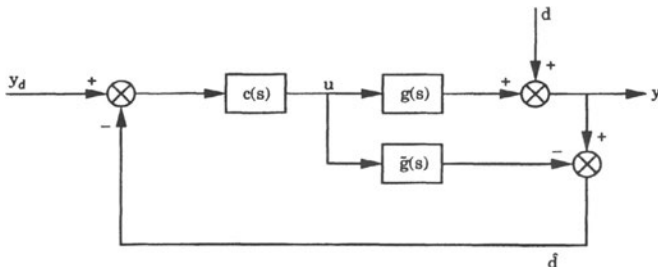 d
y_d
+
+
+
c(s)
u
g(s)
y
−
+
−
g̃(s)
d̂